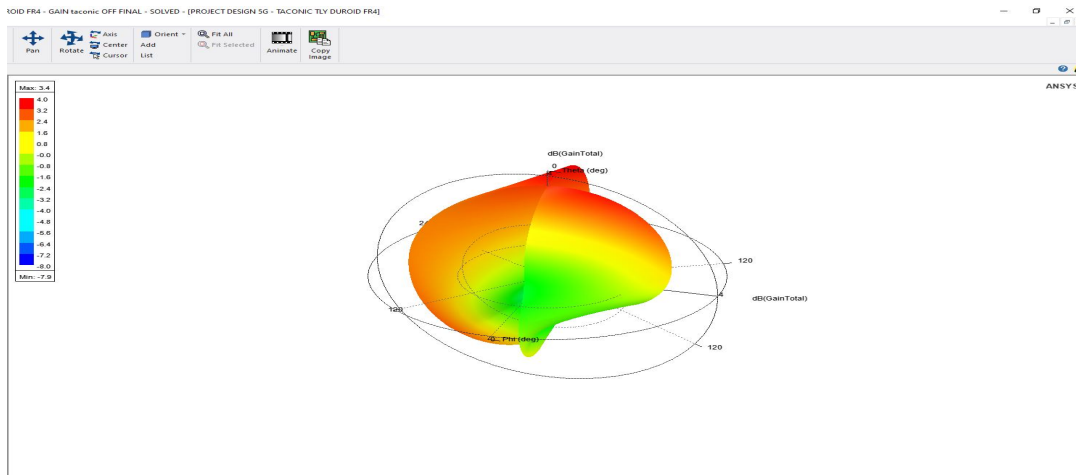 ROID FR4 - GAIN taconic OFF FINAL - SOLVED - [PROJECT DESIGN 5G - TACONIC TLY DUROID FR4]
Pan
Rotate
Axis
Center
Cursor
Orient
Add
List
Fit All
Fit Selected
Animate
Copy
Image
ANSYS
Max: 3.4
4.0
3.2
2.4
1.6
0.8
-0.0
-0.8
-1.6
-2.4
-3.2
-4.0
-4.8
-5.6
-6.4
-7.2
-8.0
Min: -7.9
dB(GainTotal)
0
Theta (deg)
120
4
dB(GainTotal)
120
120
Phi (deg)